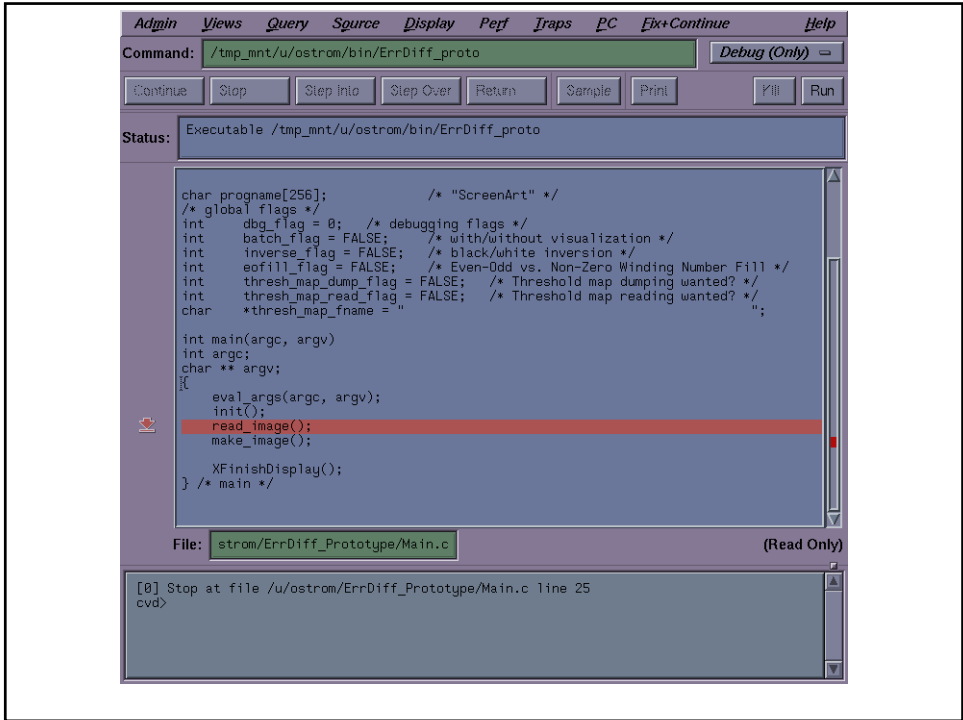 Admin Views Query Source Display Perf Traps PC Fix+Continue Help
Command: /tmp_mnt/u/ostrom/bin/ErrDiff_proto Debug (Only)
Continue Stop Step Into Step Over Return Sample Print Kill Run
Status: Executable /tmp_mnt/u/ostrom/bin/ErrDiff_proto
char progname[256]; /* "ScreenArt" */
/* global flags */
int dbg_flag = 0; /* debugging flags */
int batch_flag = FALSE; /* with/without visualization */
int inverse_flag = FALSE; /* black/white inversion */
int eofill_flag = FALSE; /* Even-Odd vs. Non-Zero Winding Number Fill */
int thresh_map_dump_flag = FALSE; /* Threshold map dumping wanted? */
int thresh_map_read_flag = FALSE; /* Threshold map reading wanted? */
char *thresh_map_fname = " ";
int main(argc, argv)
int argc;
char ** argv;
{
eval_args(argc, argv);
init();
read_image();
make_image();
XFinishDisplay();
} /* main */
File: strom/ErrDiff_Prototype/Main.c (Read Only)
[0] Stop at file /u/ostrom/ErrDiff_Prototype/Main.c line 25
cvd>